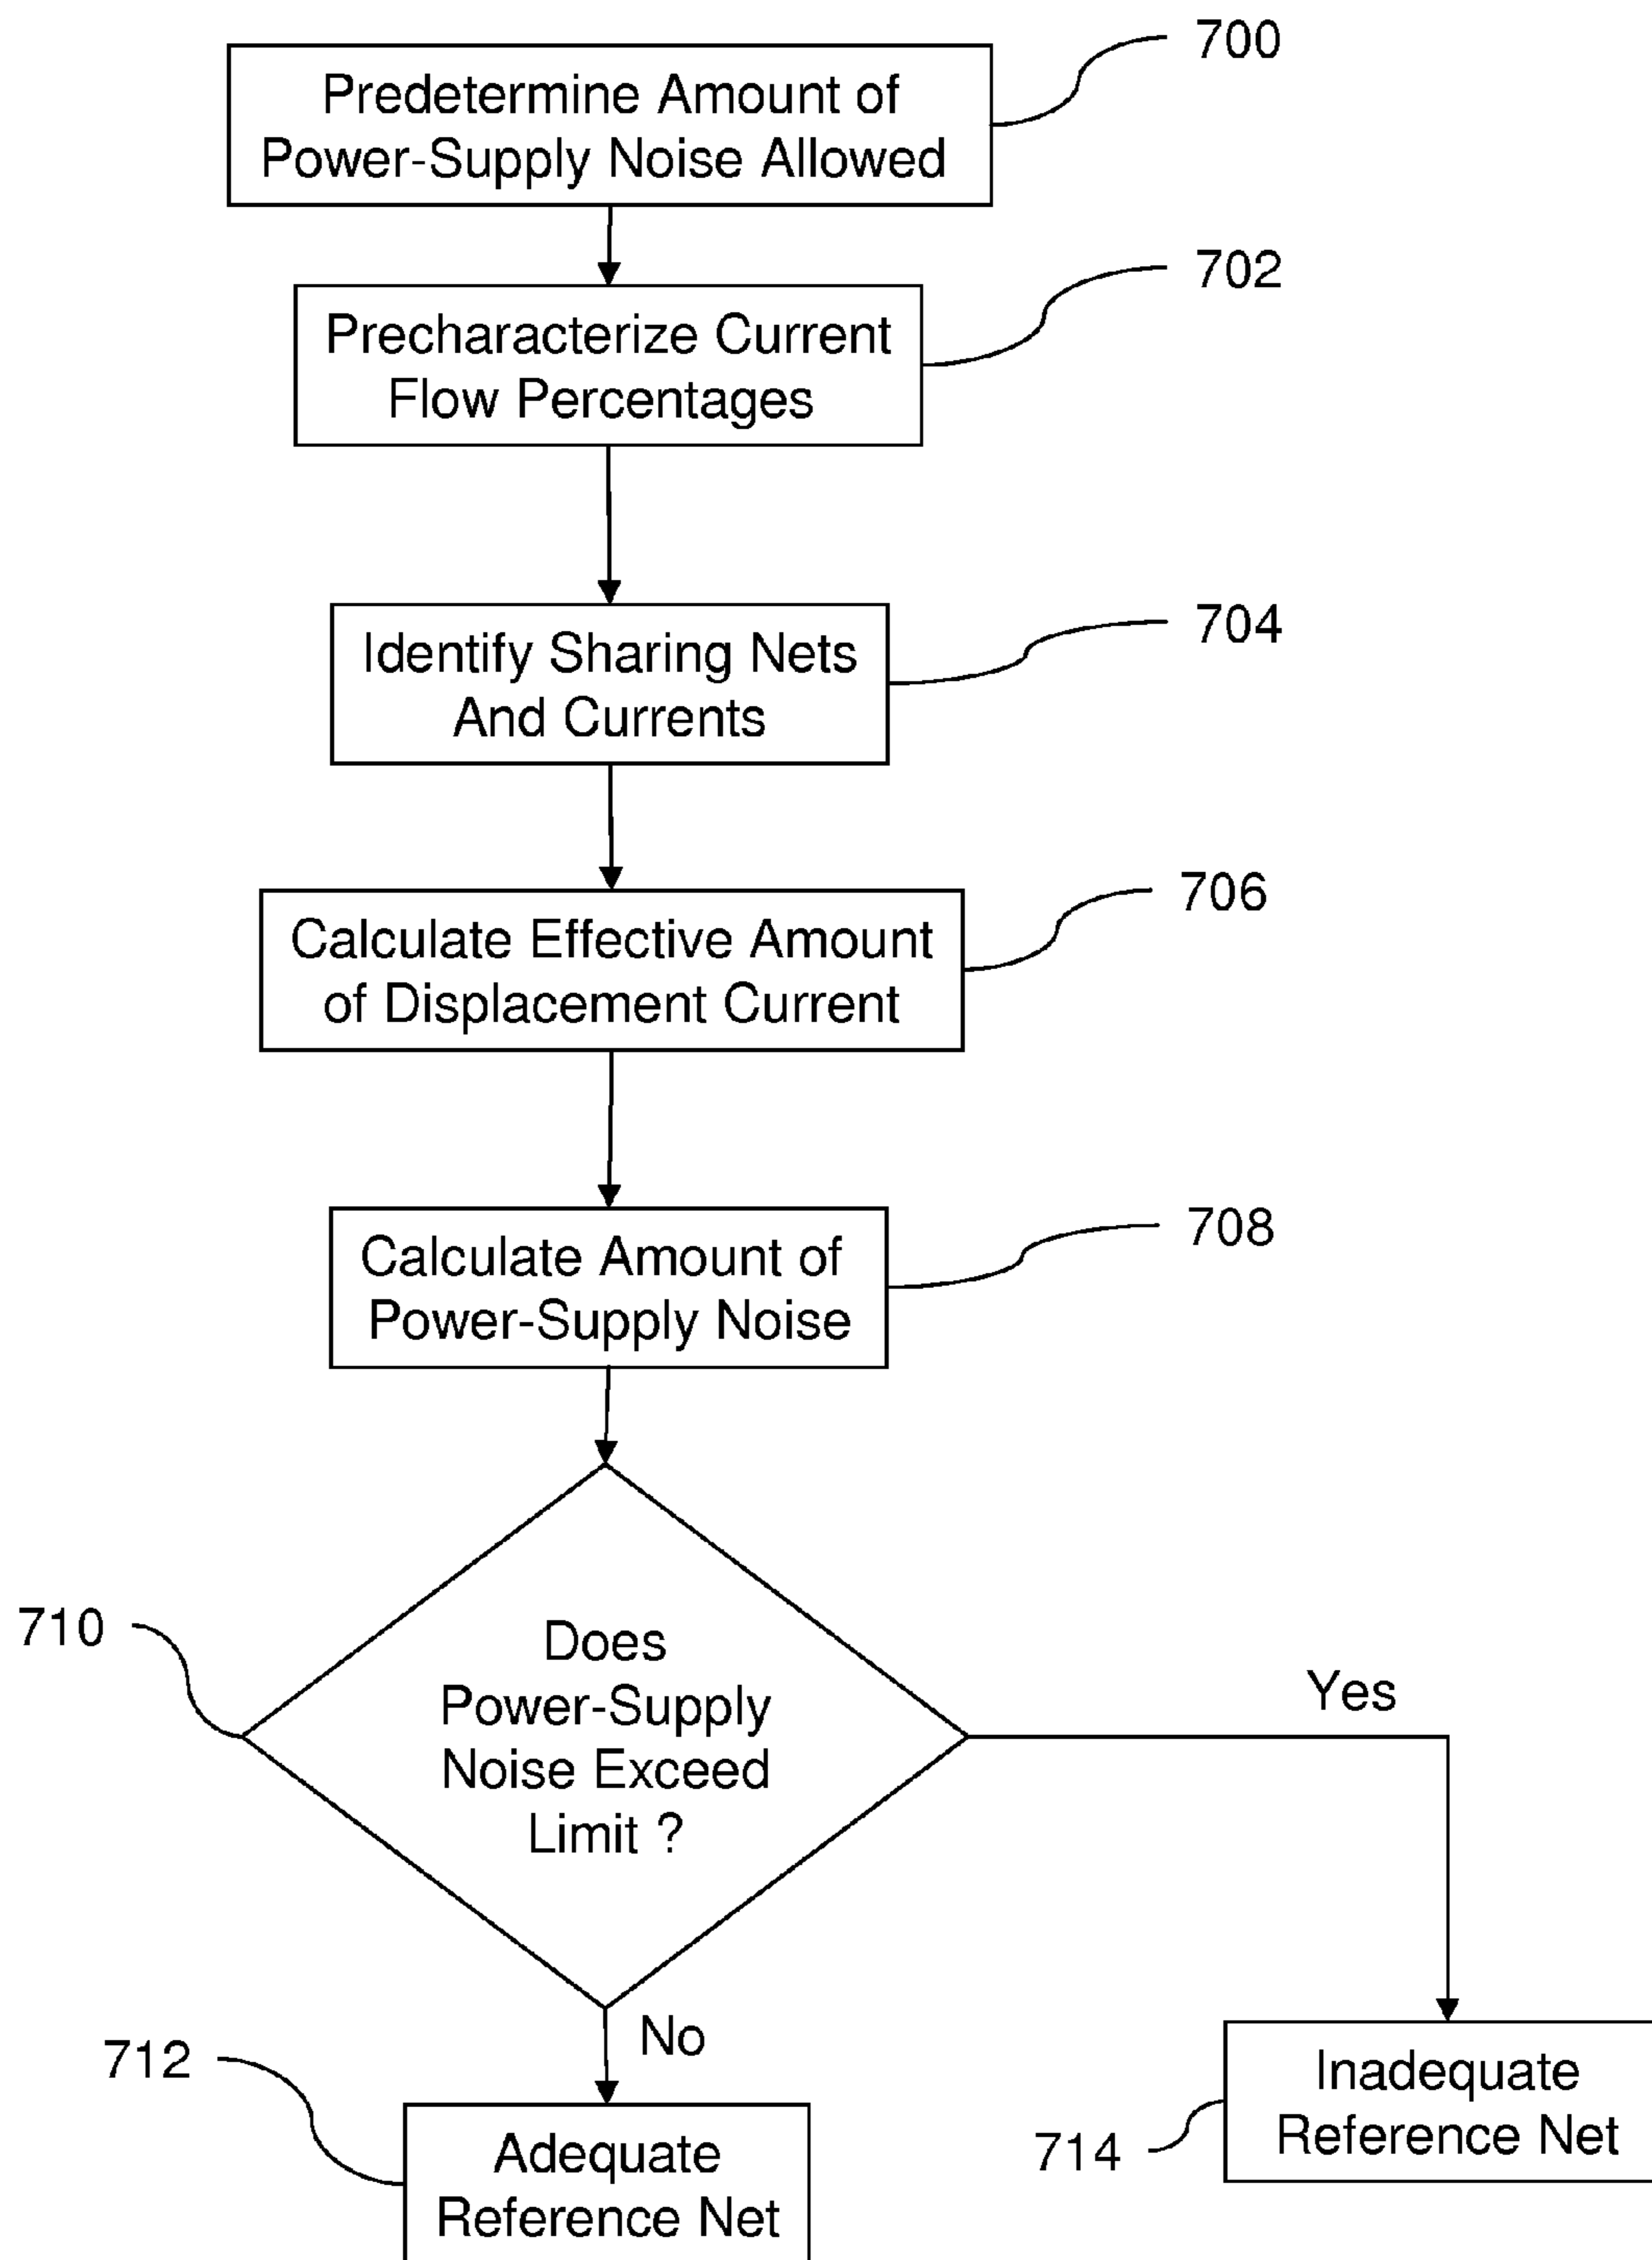 700
Predetermine Amount of
Power-Supply Noise Allowed
702
Precharacterize Current
Flow Percentages
704
Identify Sharing Nets
And Currents
706
Calculate Effective Amount
of Displacement Current
708
Calculate Amount of
Power-Supply Noise
710
Does
Power-Supply
Noise Exceed
Limit ?
Yes
No
712
Adequate
Reference Net
714
Inadequate
Reference Net